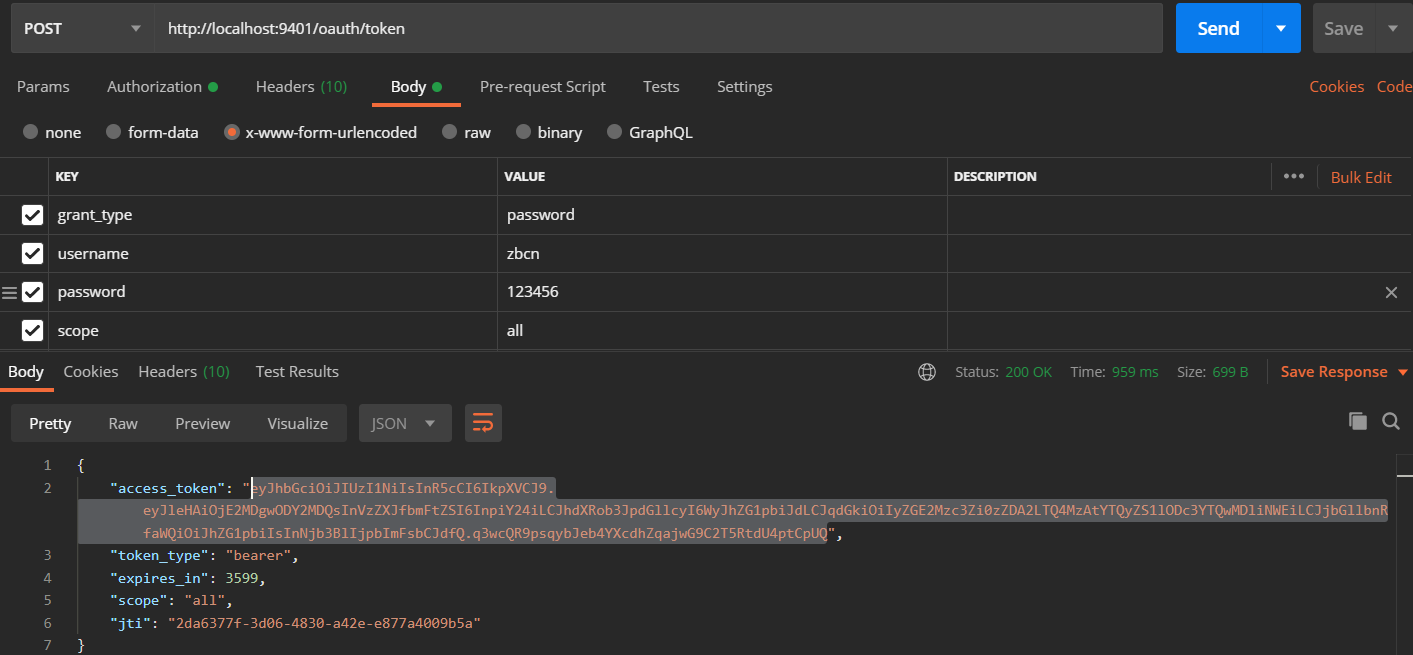 POST http://localhost:9401/oauth/token Send Save
Params Authorization Headers (10) Body Pre-request Script Tests Settings Cookies Code
none form-data x-www-form-urlencoded raw binary GraphQL
KEY VALUE DESCRIPTION ••• Bulk Edit
grant_type password
username zbcn
password 123456
scope all
Body Cookies Headers (10) Test Results Status: 200 OK Time: 959 ms Size: 699 B Save Response
Pretty Raw Preview Visualize JSON
1 {
2 "access_token": "eyJhbGciOiJIUzI1NiIsInR5cCI6IkpXVCJ9.
eyJleHAiOjE2MDgwODY2MDQsInVzZXJfbmFtZSI6InpiY24iLCJhdXRob3JpdGllcyI6WyJhZG1pbiJdLCJqdGkiOiIyZGE2Mzc3Zi0zZDA2LTQ4MzAtYTQyZS1lODc3YTQwMDliNWEiLCJjbGllbnR
faWQiOiJhZG1pbiIsInNjb3BlIjpbImFsbCJdfQ.q3wcQR9psqybJeb4YXcdhZqajwG9C2T5RtdU4ptCpUQ",
3 "token_type": "bearer",
4 "expires_in": 3599,
5 "scope": "all",
6 "jti": "2da6377f-3d06-4830-a42e-e877a4009b5a"
7 }